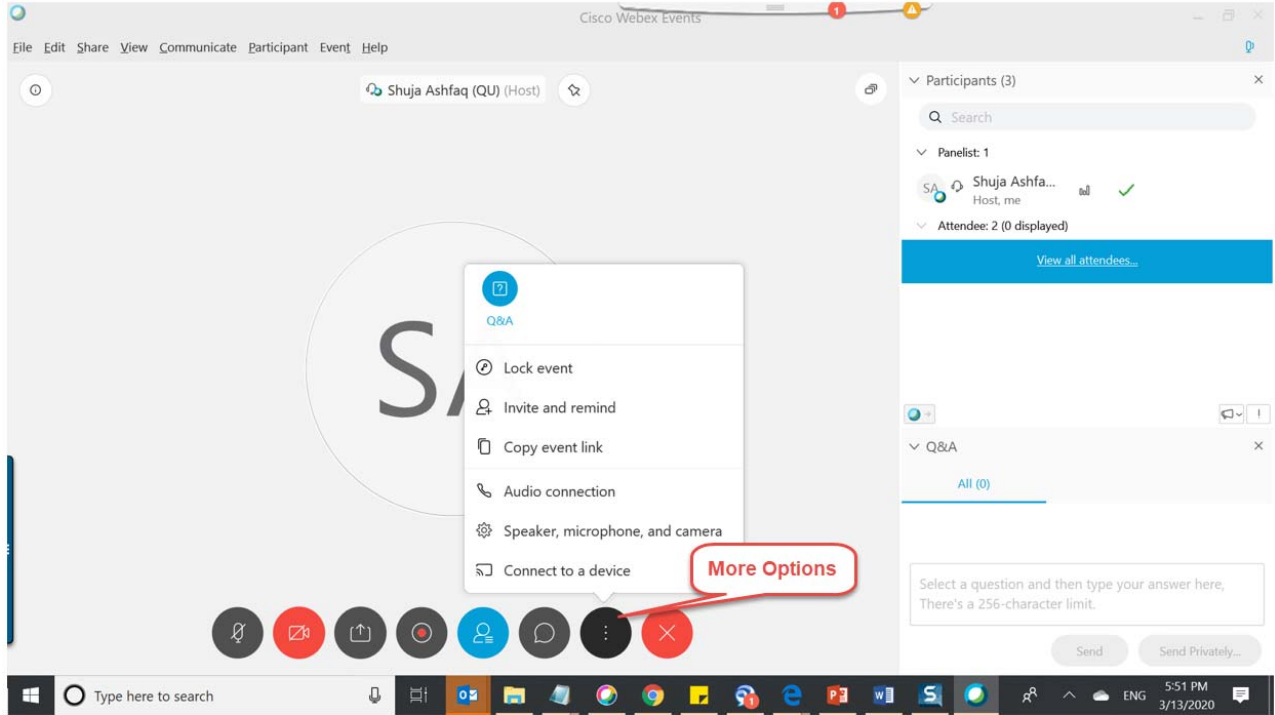 Cisco Webex Events
1
File Edit Share View Communicate Participant Event Help
Shuja Ashfaq (QU) (Host)
Participants (3)
Search
Panelist: 1
SA
Shuja Ashfa...
Host, me
Attendee: 2 (0 displayed)
View all attendees...
SA
Q&A
Lock event
Invite and remind
Copy event link
Audio connection
Speaker, microphone, and camera
Connect to a device
More Options
Q&A
All (0)
Select a question and then type your answer here,
There's a 256-character limit.
Send
Send Privately...
Type here to search
ENG
5:51 PM
3/13/2020